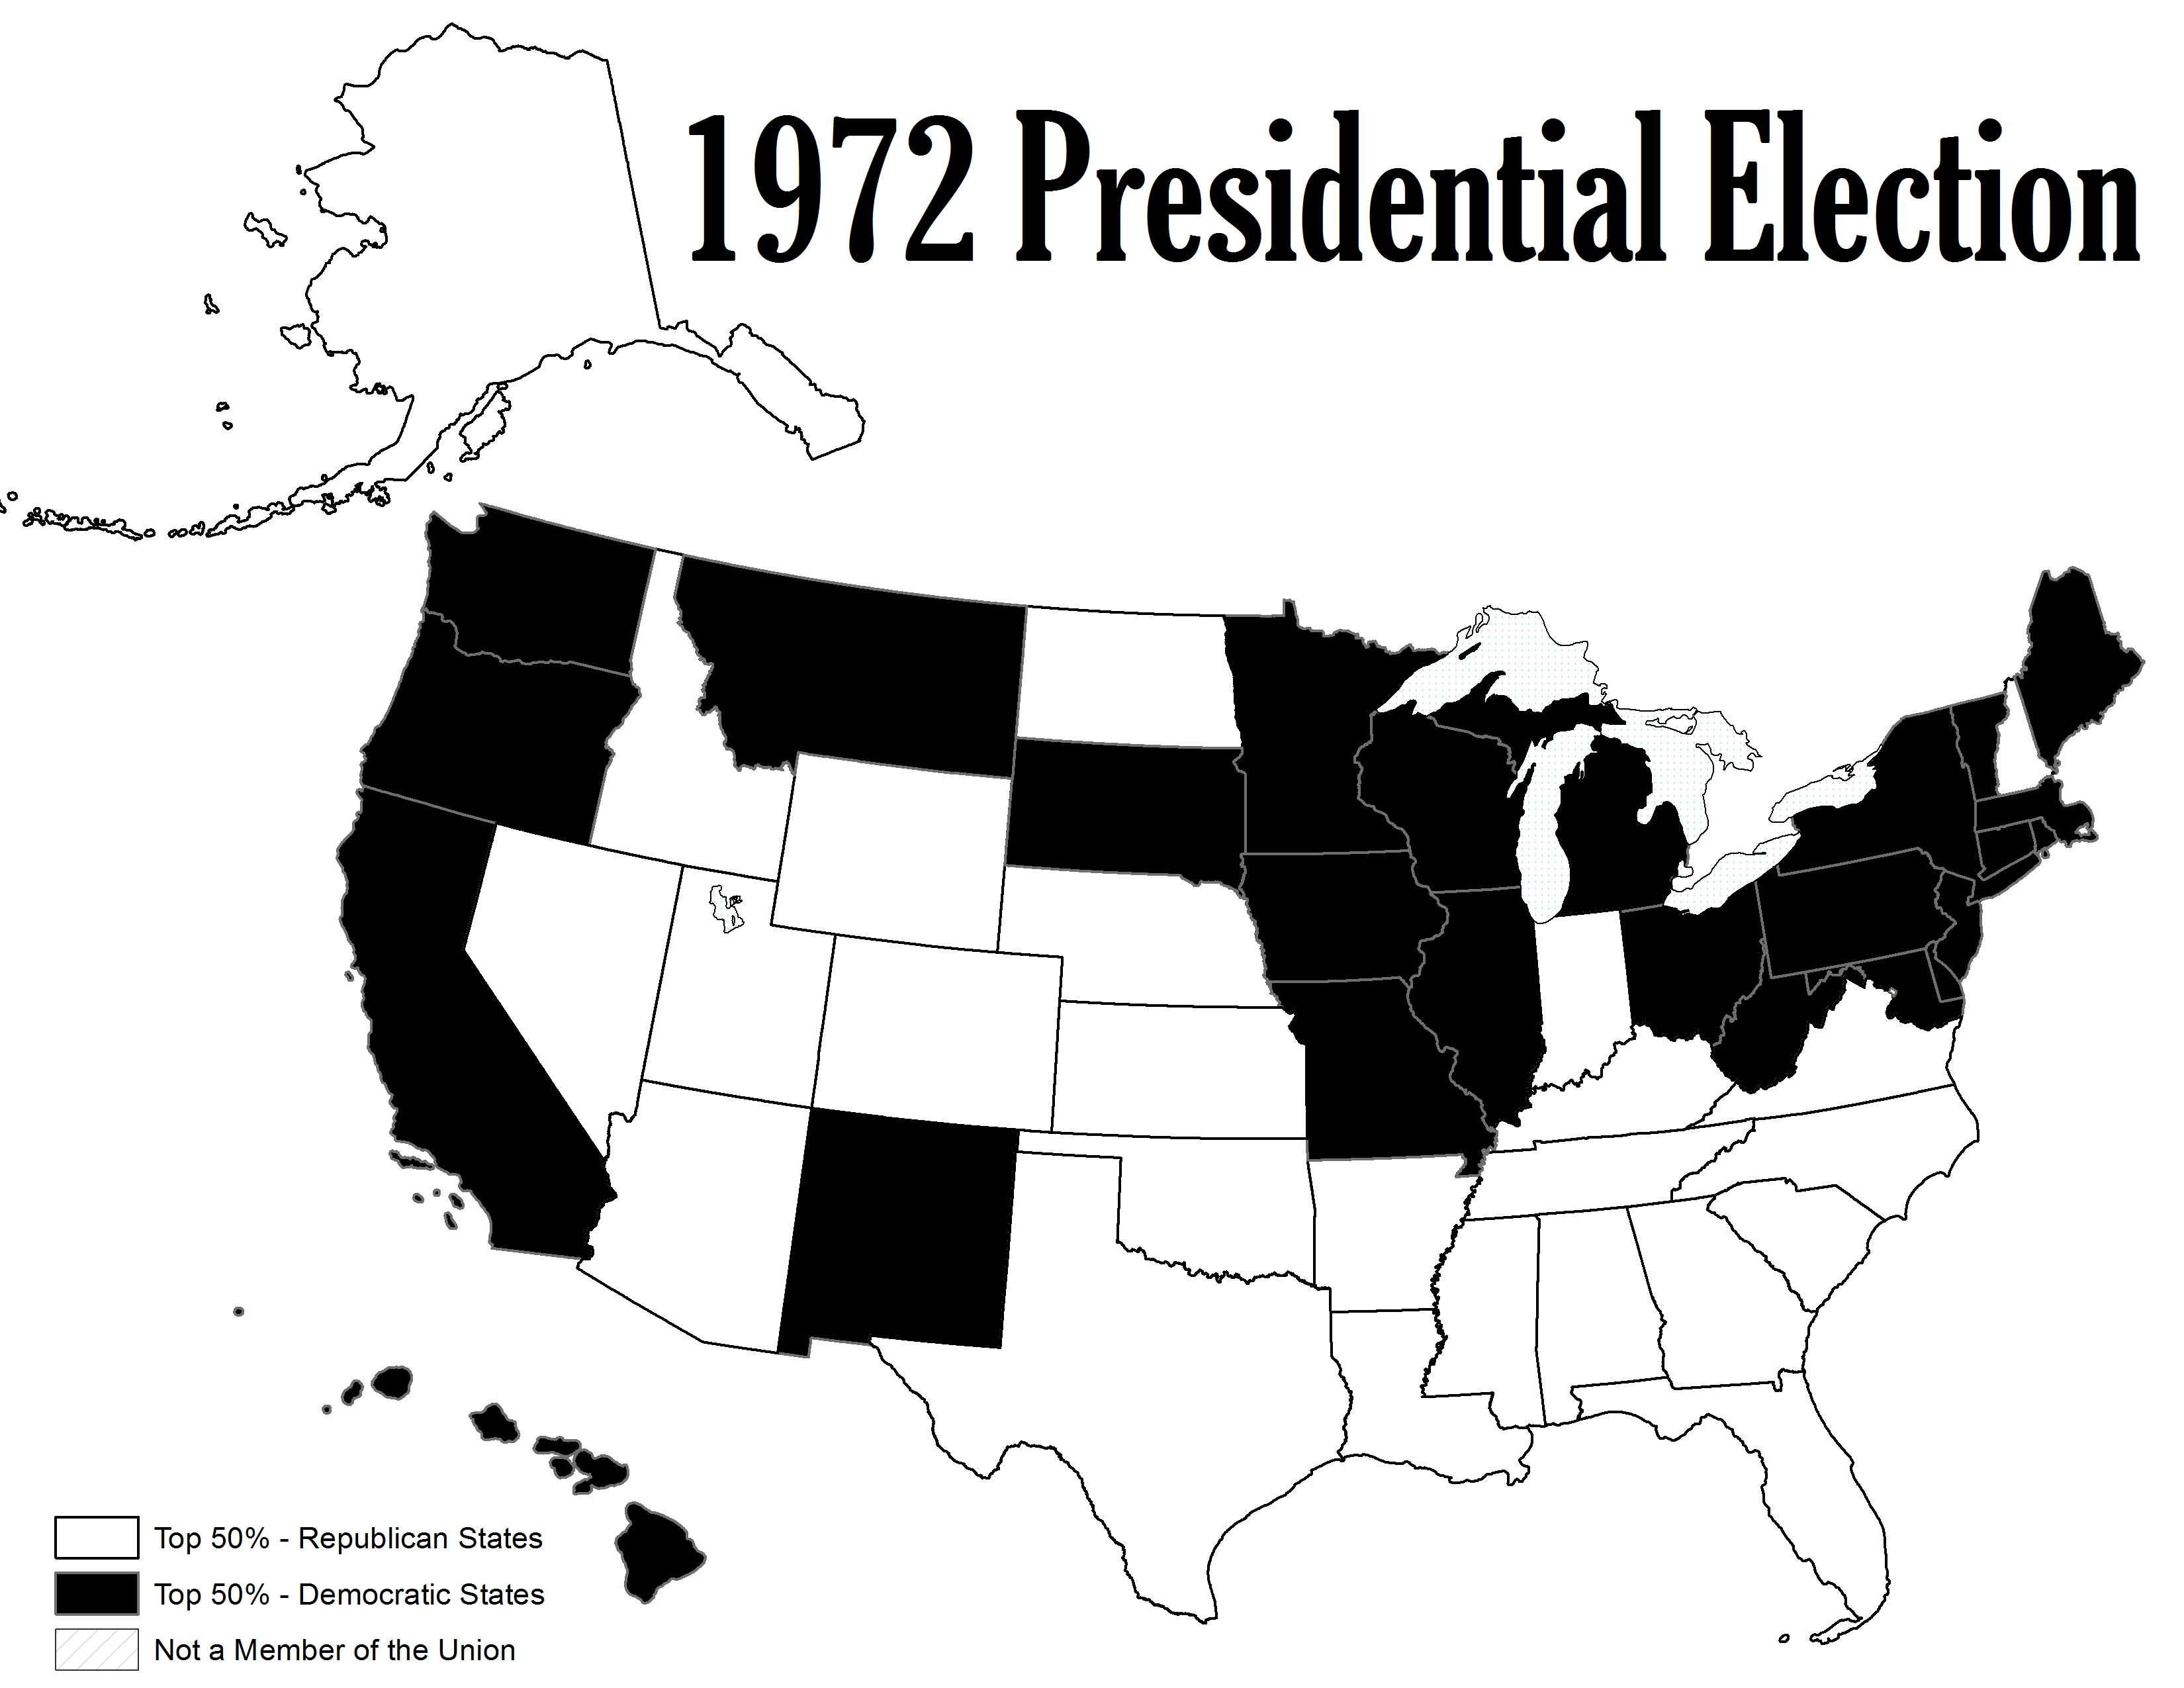 1972 Presidential Election
Top 50% - Republican States
Top 50% - Democratic States
Not a Member of the Union